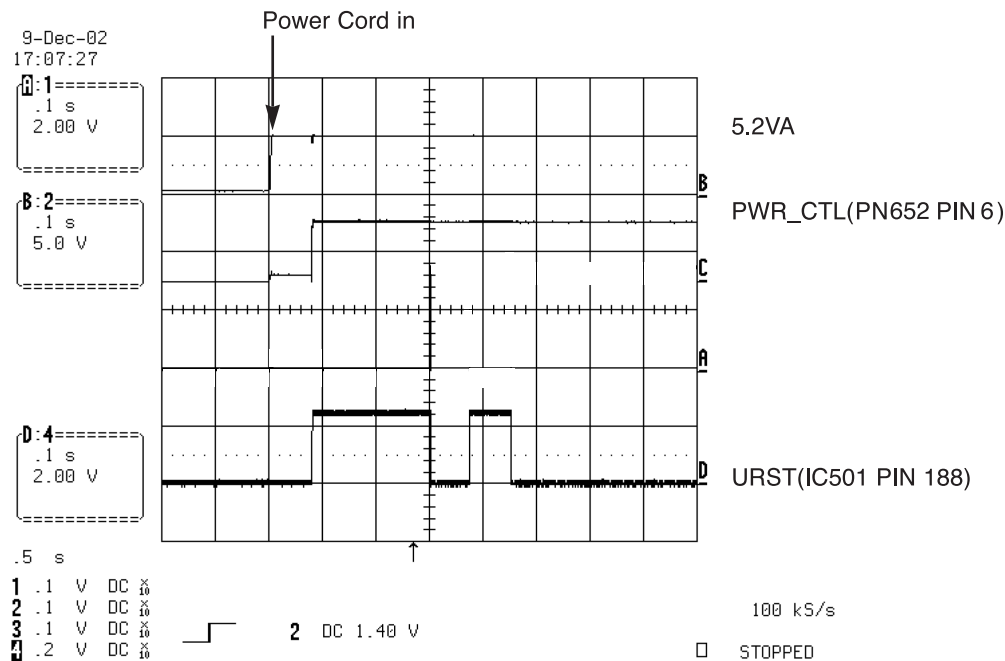 Power Cord in
9-Dec-02
17:07:27
A:1
.1 s
2.00 V
5.2VA
B
B:2
.1 s
5.0 V
PWR_CTL(PN652 PIN 6)
C
A
D:4
.1 s
2.00 V
D
URST(IC501 PIN 188)
.5 s
1 .1 V DC X10
2 .1 V DC X10
3 .1 V DC X10
4 .2 V DC X10
2 DC 1.40 V
100 kS/s
STOPPED